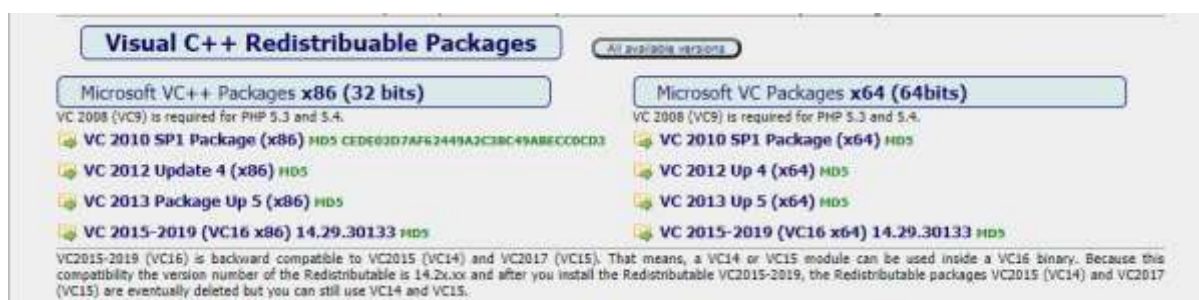 Visual C++ Redistribuable Packages
All available versions
Microsoft VC++ Packages x86 (32 bits)
VC 2008 (VC9) is required for PHP 5.3 and 5.4.
VC 2010 SP1 Package (x86) MD5
VC 2012 Update 4 (x86) MD5
VC 2013 Package Up 5 (x86) MD5
VC 2015-2019 (VC16 x86) 14.29.30133 MD5
Microsoft VC Packages x64 (64bits)
VC 2008 (VC9) is required for PHP 5.3 and 5.4.
VC 2010 SP1 Package (x64) MD5
VC 2012 Up 4 (x64) MD5
VC 2013 Up 5 (x64) MD5
VC 2015-2019 (VC16 x64) 14.29.30133 MD5
VC2015-2019 (VC16) is backward compatible to VC2015 (VC14) and VC2017 (VC15). That means, a VC14 or VC15 module can be used inside a VC16 binary. Because this
compatibility the version number of the Redistributable is 14.2x.xx and after you install the Redistributable VC2015-2019, the Redistributable packages VC2015 (VC14) and VC2017
(VC15) are eventually deleted but you can still use VC14 and VC15.